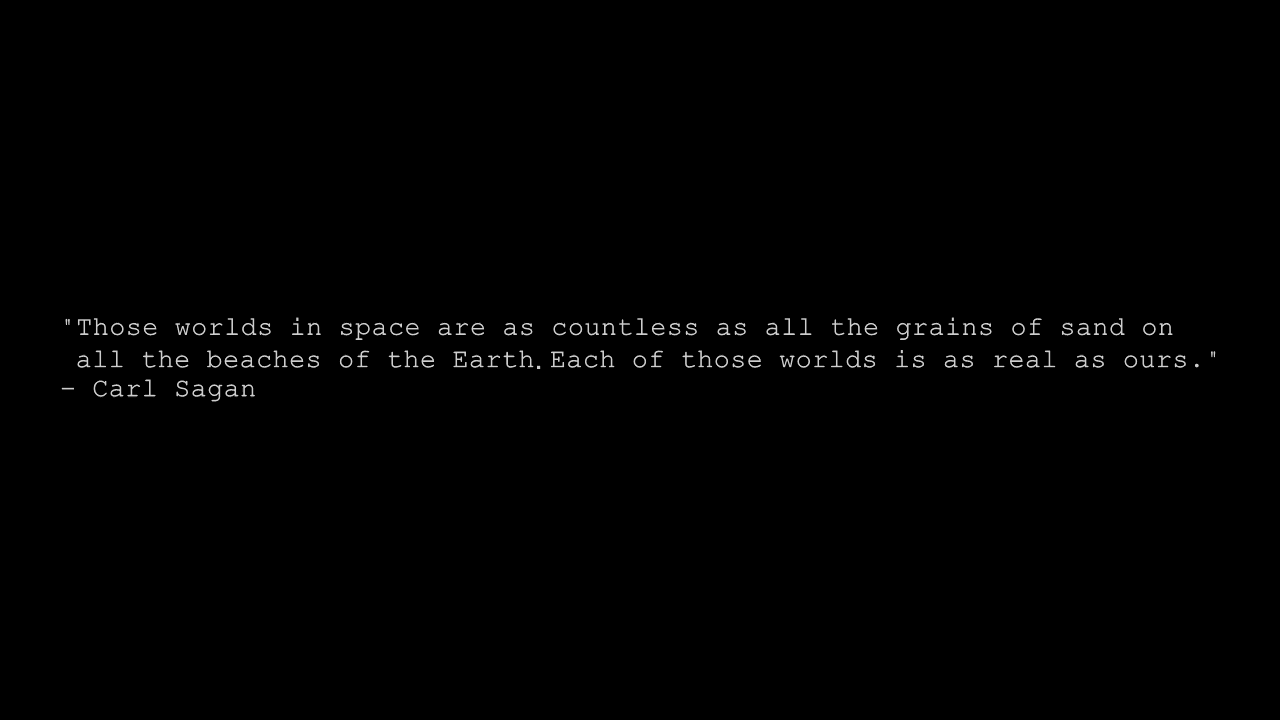 "Those worlds in space are as countless as all the grains of sand on
all the beaches of the Earth.Each of those worlds is as real as ours."
– Carl Sagan